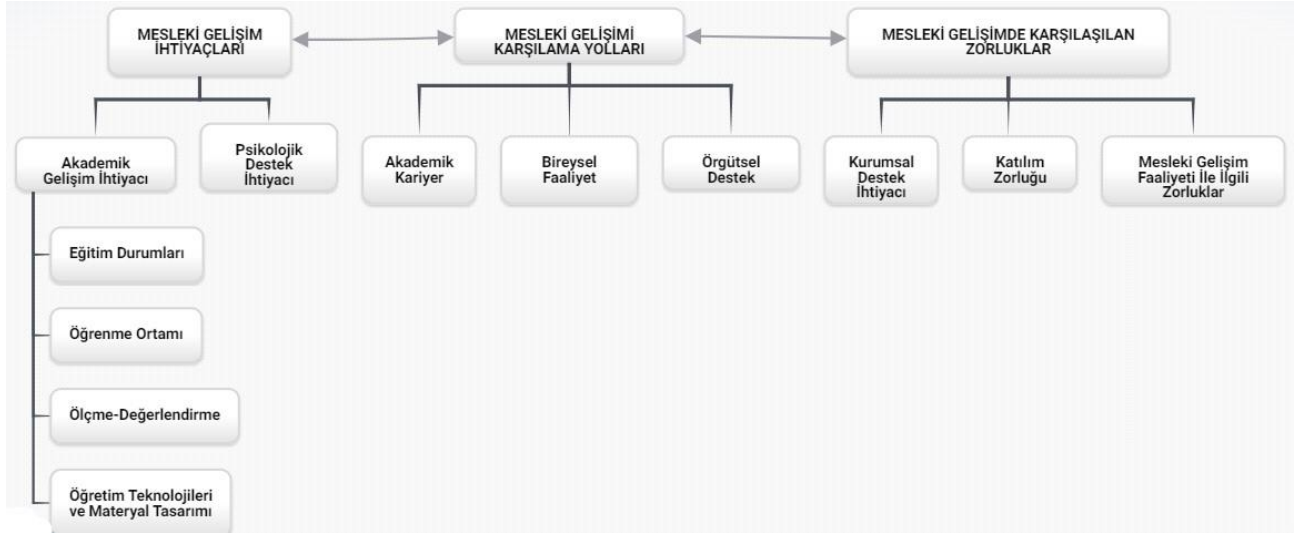 MESLEKİ GELİŞİM
İHTİYAÇLARI
MESLEKİ GELİŞİMİ
KARŞILAMA YOLLARI
MESLEKİ GELİŞİMDE KARŞILAŞILAN
ZORLUKLAR
Akademik
Gelişim İhtiyacı
Psikolojik
Destek
İhtiyacı
Akademik
Kariyer
Bireysel
Faaliyet
Örgütsel
Destek
Kurumsal
Destek
İhtiyacı
Katılım
Zorluğu
Mesleki Gelişim
Faaliyeti İle İlgili
Zorluklar
Eğitim Durumları
Öğrenme Ortamı
Ölçme-Değerlendirme
Öğretim Teknolojileri
ve Materyal Tasarımı